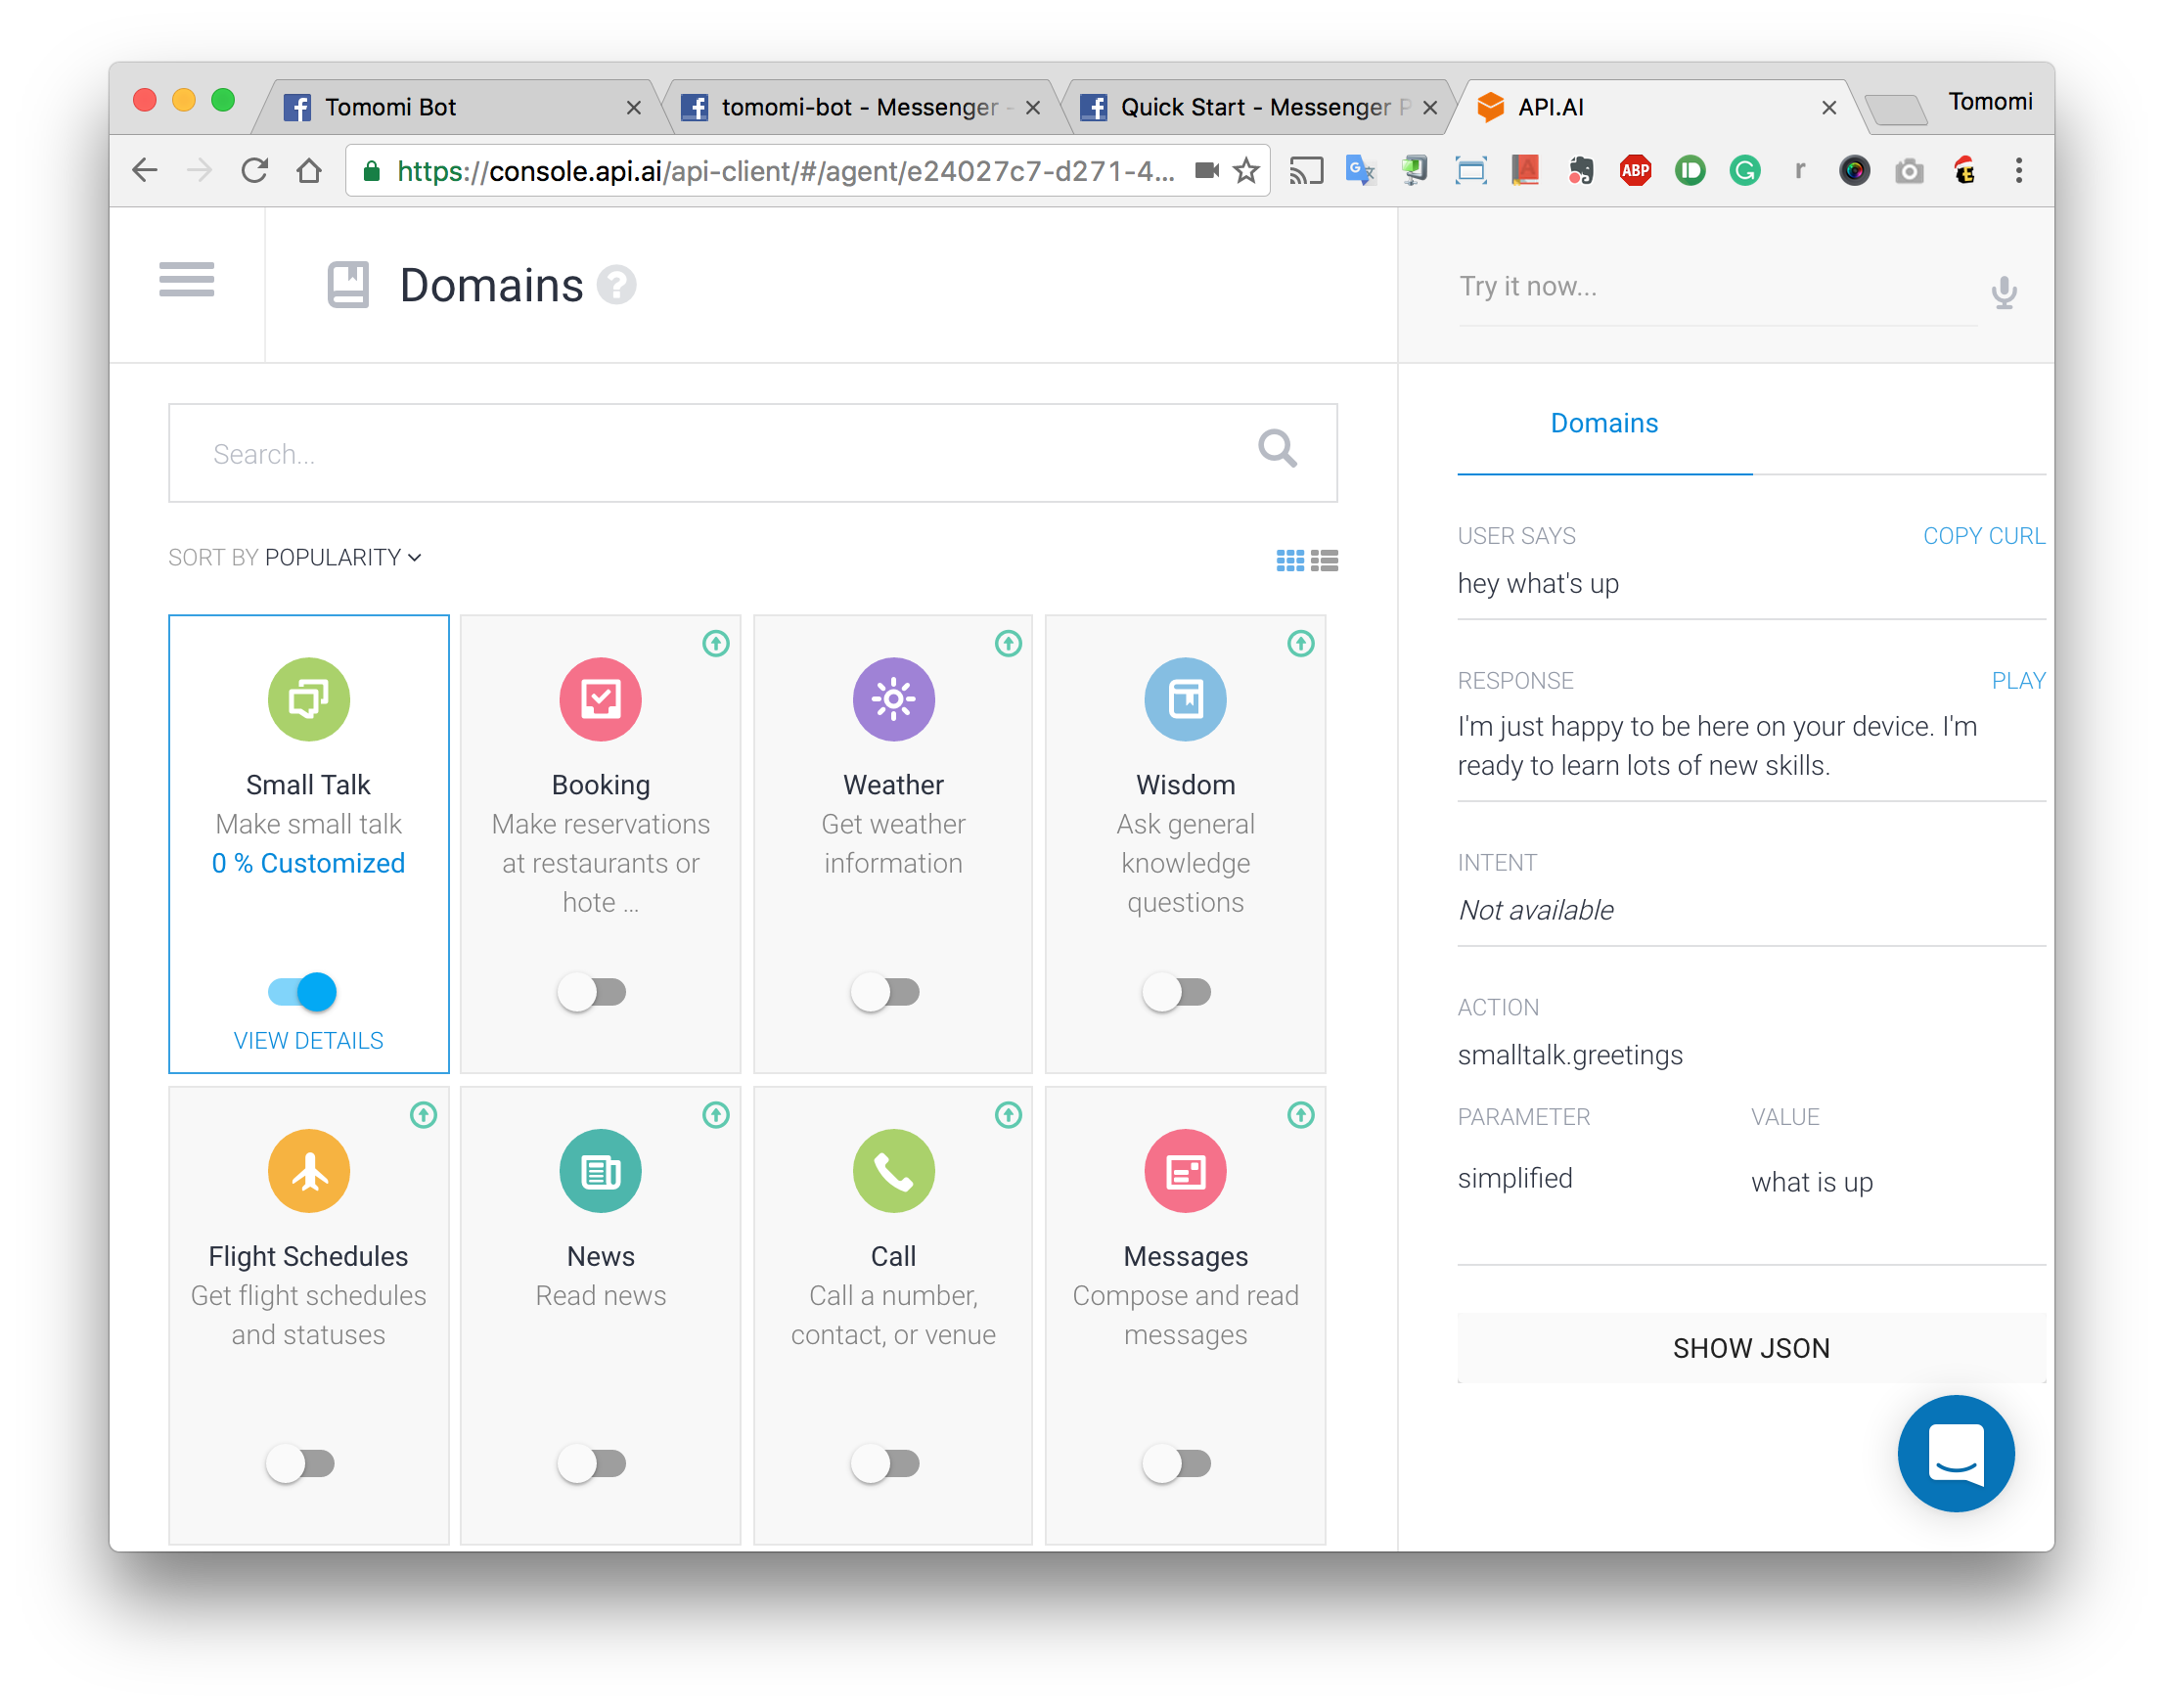 Tomomi Bot
tomomi-bot - Messenger -
Quick Start - Messenger P
API.AI
Tomomi
https://console.api.ai/api-client/#/agent/e24027c7-d271-4...
ABP
r
Domains ?
Try it now...
Search...
SORT BY POPULARITY
Small Talk
Make small talk
0 % Customized
VIEW DETAILS
Booking
Make reservations
at restaurants or
hote ...
Weather
Get weather
information
Wisdom
Ask general
knowledge
questions
Flight Schedules
Get flight schedules
and statuses
News
Read news
Call
Call a number,
contact, or venue
Messages
Compose and read
messages
Domains
USER SAYS
COPY CURL
hey what's up
RESPONSE
PLAY
I'm just happy to be here on your device. I'm
ready to learn lots of new skills.
INTENT
Not available
ACTION
smalltalk.greetings
PARAMETER
VALUE
simplified
what is up
SHOW JSON